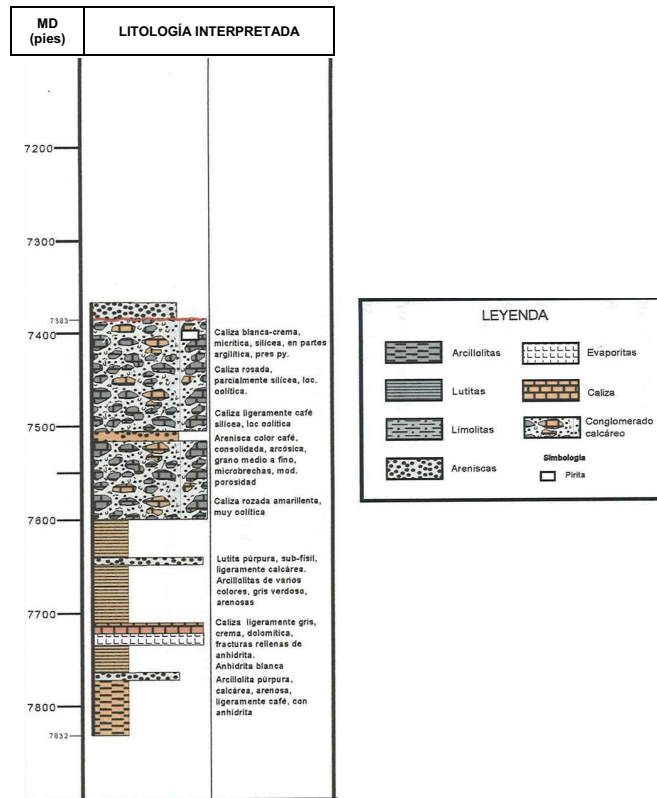 MD
(pies)
LITOLOGÍA INTERPRETADA
7200
7300
7383
7400
7500
7600
7700
7800
7832
Caliza blanca-crema,
micrítica, silícea, en partes
argilítica, pres py.
Caliza rosada,
parcialmente silícea, loc.
oolítica.
Caliza ligeramente café
silícea, loc oolítica
Arenisca color café,
consolidada, arcósica,
grano medio a fino,
microbrechas, mod.
porosidad
Caliza rozada amarillenta,
muy oolítica
Lutita púrpura, sub-físil,
ligeramente calcárea.
Arcillolitas de varios
colores, gris verdoso,
arenosas
Caliza ligeramente gris,
crema, dolomítica,
fracturas rellenas de
anhidrita.
Anhidrita blanca
Arcillolita púrpura,
calcárea, arenosa,
ligeramente café, con
anhidrita
LEYENDA
Arcillolitas
Evaporitas
Lutitas
Caliza
Limolitas
Conglomerado
calcáreo
Areniscas
Simbología
Pirita